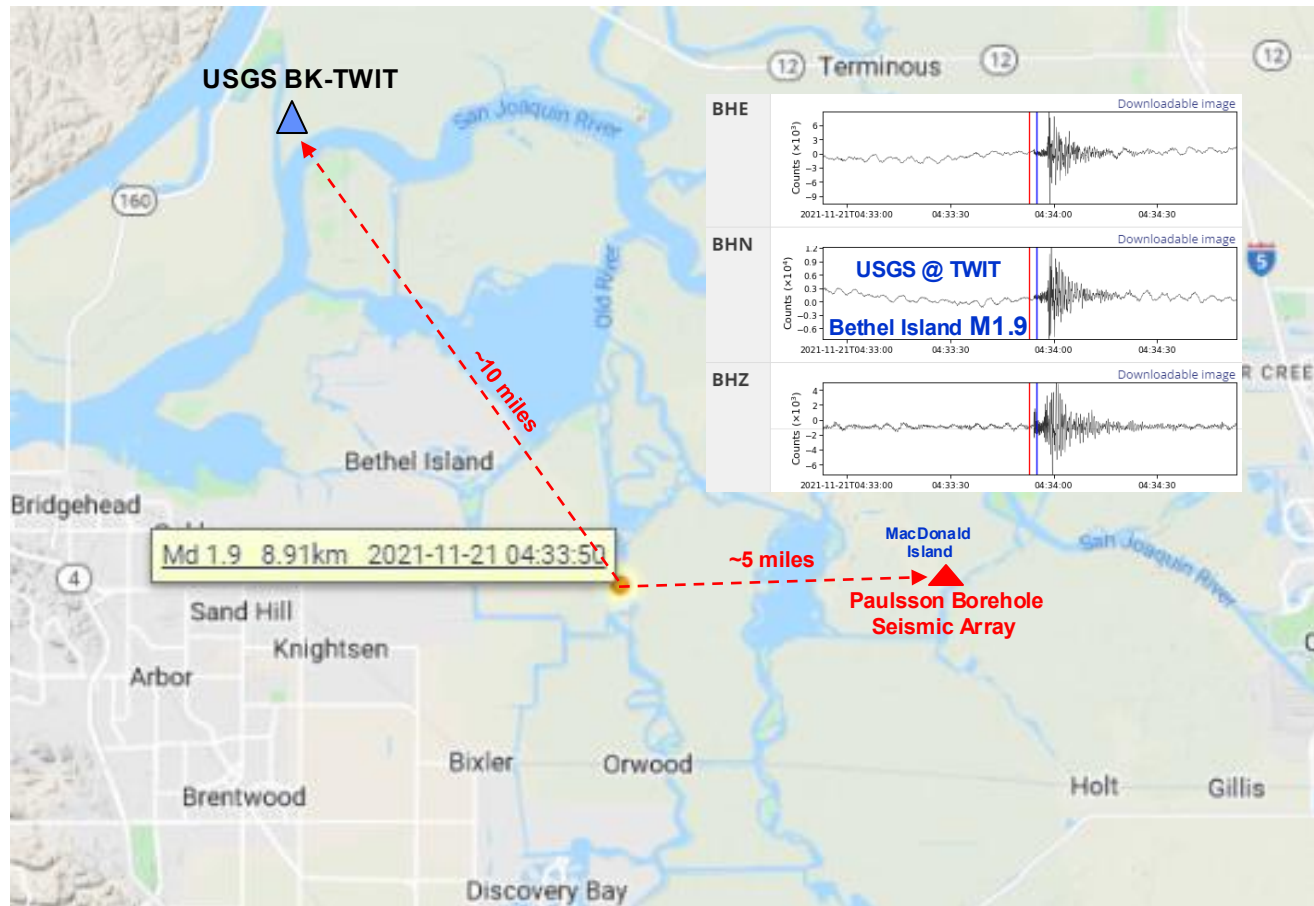 12
Terminous
12
12
USGS BK-TWIT
San Joaquin River
160
Old River
5
R CREE
BHE
Downloadable image
Counts (×10³)
6
3
0
−3
−6
−9
2021-11-21T04:33:00 04:33:30 04:34:00 04:34:30
BHN
Downloadable image
Counts (×10⁴)
1.2
0.9
0.6
0.3
0.0
−0.3
−0.6
USGS @ TWIT
Bethel Island M1.9
2021-11-21T04:33:00 04:33:30 04:34:00 04:34:30
BHZ
Downloadable image
Counts (×10³)
4
2
0
−2
−4
−6
2021-11-21T04:33:00 04:33:30 04:34:00 04:34:30
~10 miles
Bethel Island
Bridgehead
Md 1.9 8.91km 2021-11-21 04:33:50
4
~5 miles
MacDonald
Island
San Joaquin River
Paulsson Borehole
Seismic Array
Sand Hill
Knightsen
Arbor
Bixler
Orwood
Brentwood
Holt
Gillis
Discovery Bay